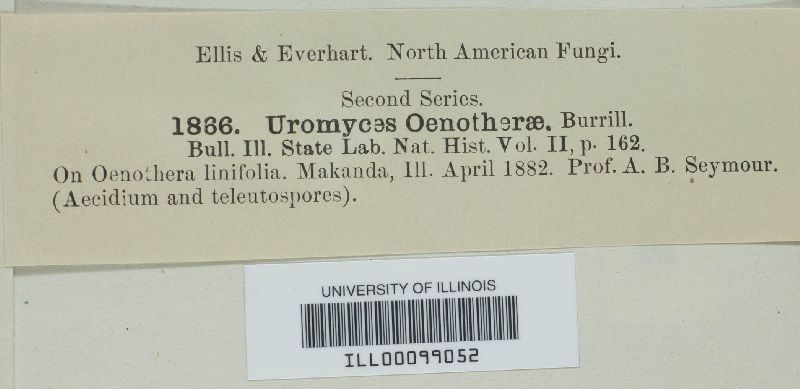 Ellis & Everhart. North American Fungi.
Second Series.
1866. Uromyces Oenotheræ. Burrill.
Bull. Ill. State Lab. Nat. Hist. Vol. II, p. 162.
On Oenothera linifolia. Makanda, Ill. April 1882. Prof. A. B. Seymour.
(Aecidium and teleutospores).
UNIVERSITY OF ILLINOIS
ILL00099052